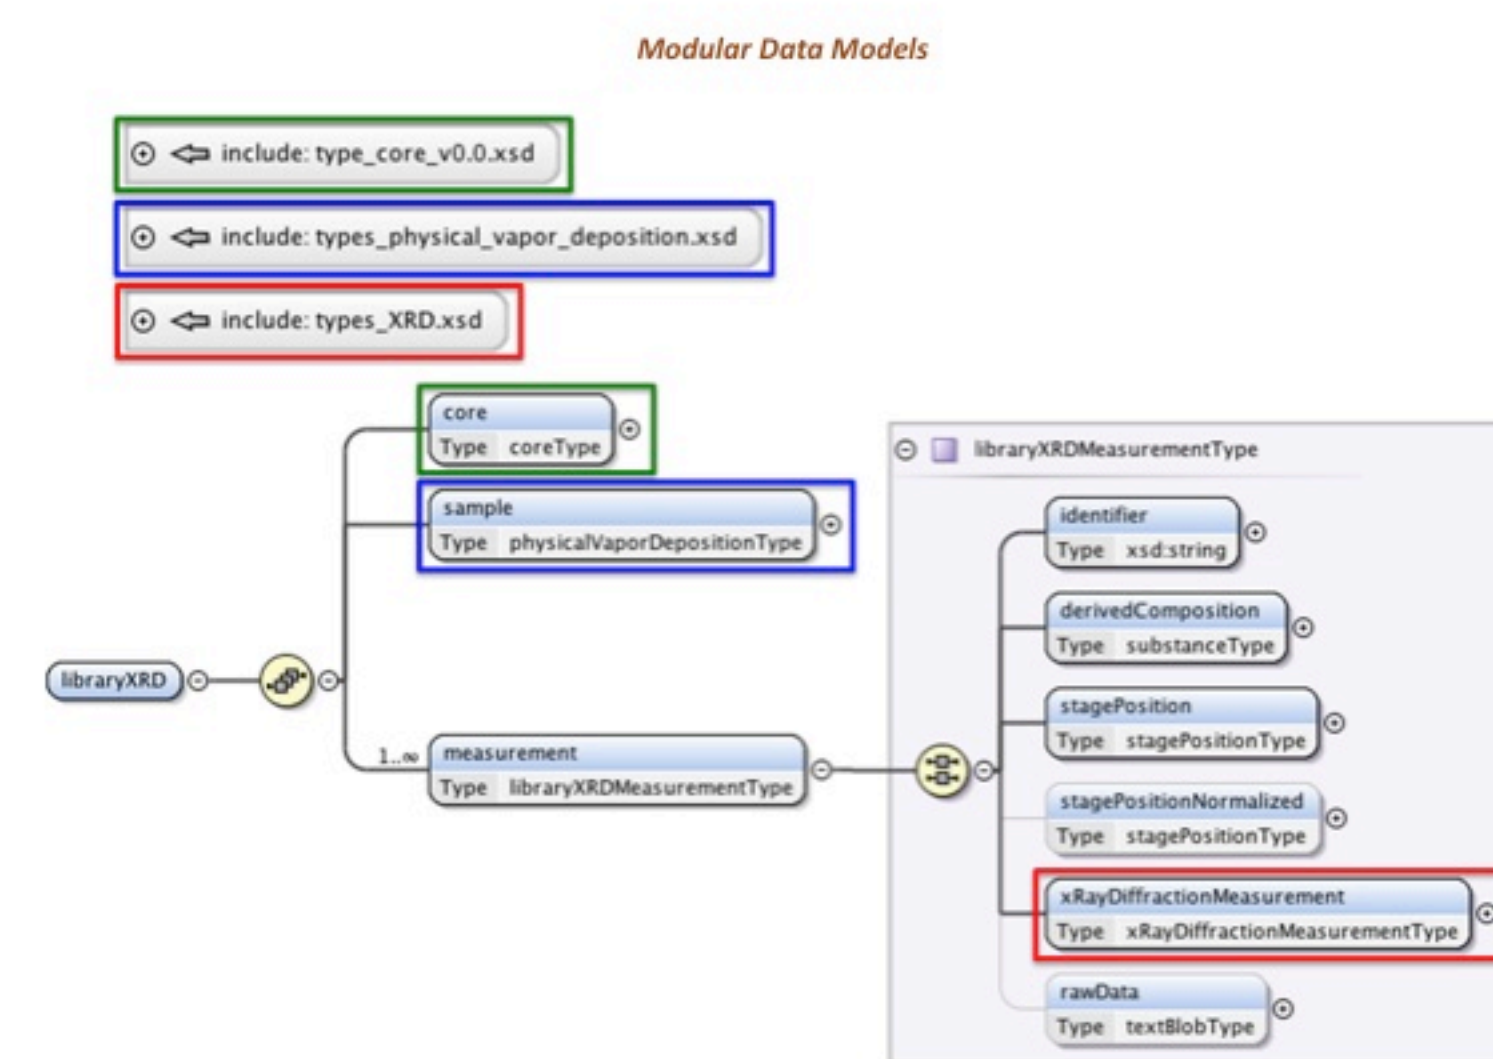 Modular Data Models
include: type_core_v0.0.xsd
include: types_physical_vapor_deposition.xsd
include: types_XRD.xsd
core
Type coreType
sample
Type physicalVaporDepositionType
libraryXRD
1..∞
measurement
Type libraryXRDMeasurementType
libraryXRDMeasurementType
identifier
Type xsd:string
derivedComposition
Type substanceType
stagePosition
Type stagePositionType
stagePositionNormalized
Type stagePositionType
xRayDiffractionMeasurement
Type xRayDiffractionMeasurementType
rawData
Type textBlobType